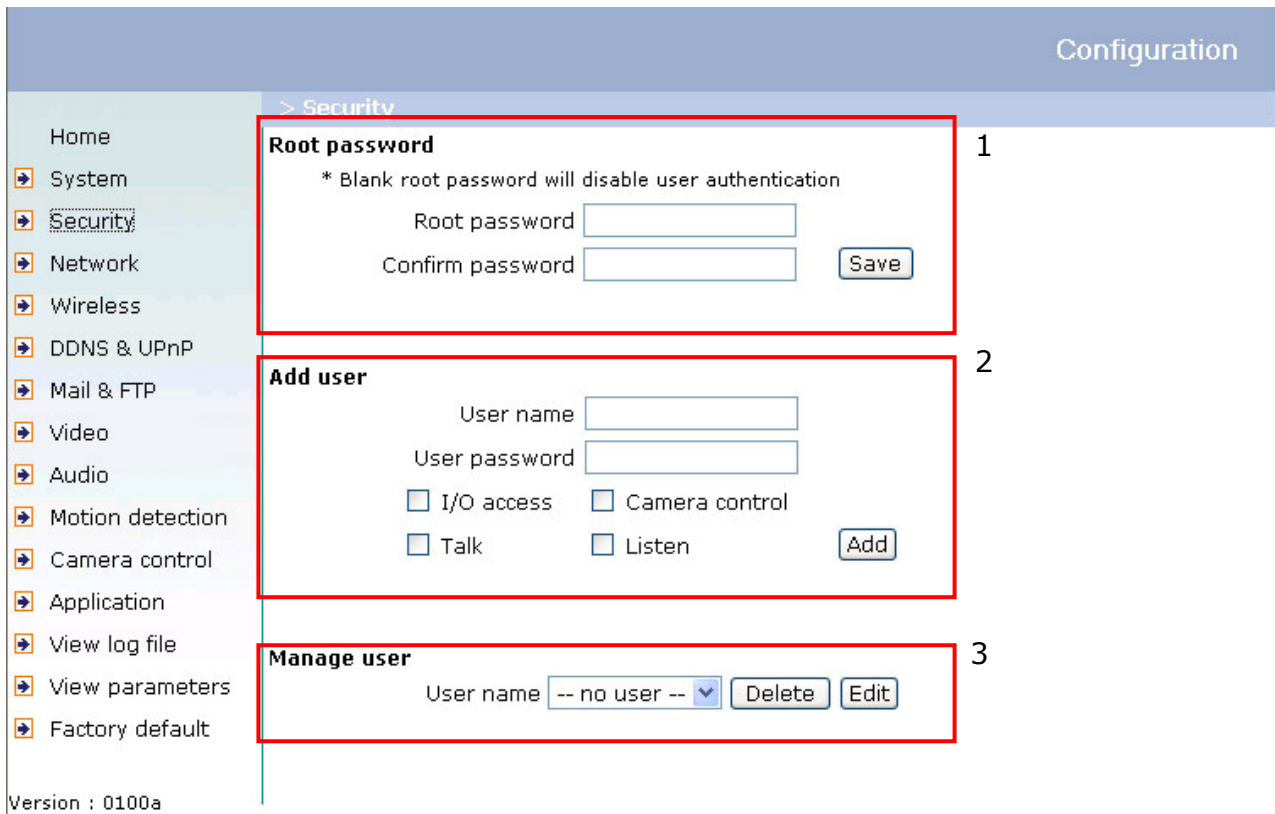 Configuration
> Security
Home
System
Security
Network
Wireless
DDNS & UPnP
Mail & FTP
Video
Audio
Motion detection
Camera control
Application
View log file
View parameters
Factory default
Version : 0100a
1
Root password
* Blank root password will disable user authentication
Root password
Confirm password Save
2
Add user
User name
User password
I/O access Camera control
Talk Listen Add
3
Manage user
User name -- no user -- Delete Edit